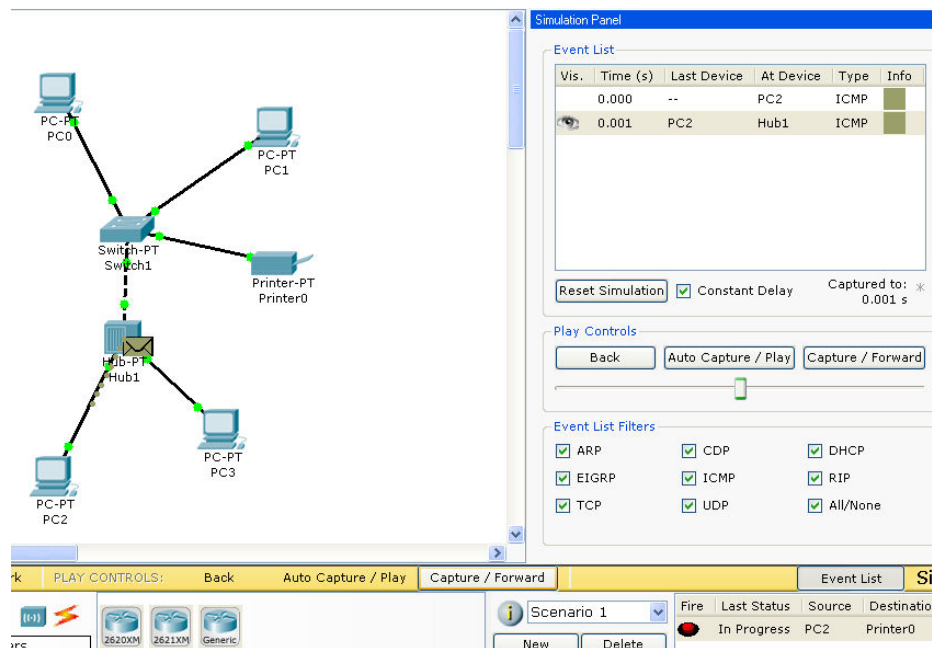 Simulation Panel
Event List
Vis. Time (s) Last Device At Device Type Info
0.000 -- PC2 ICMP
0.001 PC2 Hub1 ICMP
Reset Simulation Constant Delay Captured to: *
0.001 s
Play Controls
Back Auto Capture / Play Capture / Forward
Event List Filters
ARP CDP DHCP
EIGRP ICMP RIP
TCP UDP All/None
PC-PT
PC0
PC-PT
PC1
Switch-PT
Switch1
Printer-PT
Printer0
Hub-PT
Hub1
PC-PT
PC3
PC-PT
PC2
PLAY CONTROLS: Back Auto Capture / Play Capture / Forward Event List
2620XM 2621XM Generic
i Scenario 1
New Delete
Fire Last Status Source Destinatio
In Progress PC2 Printer0